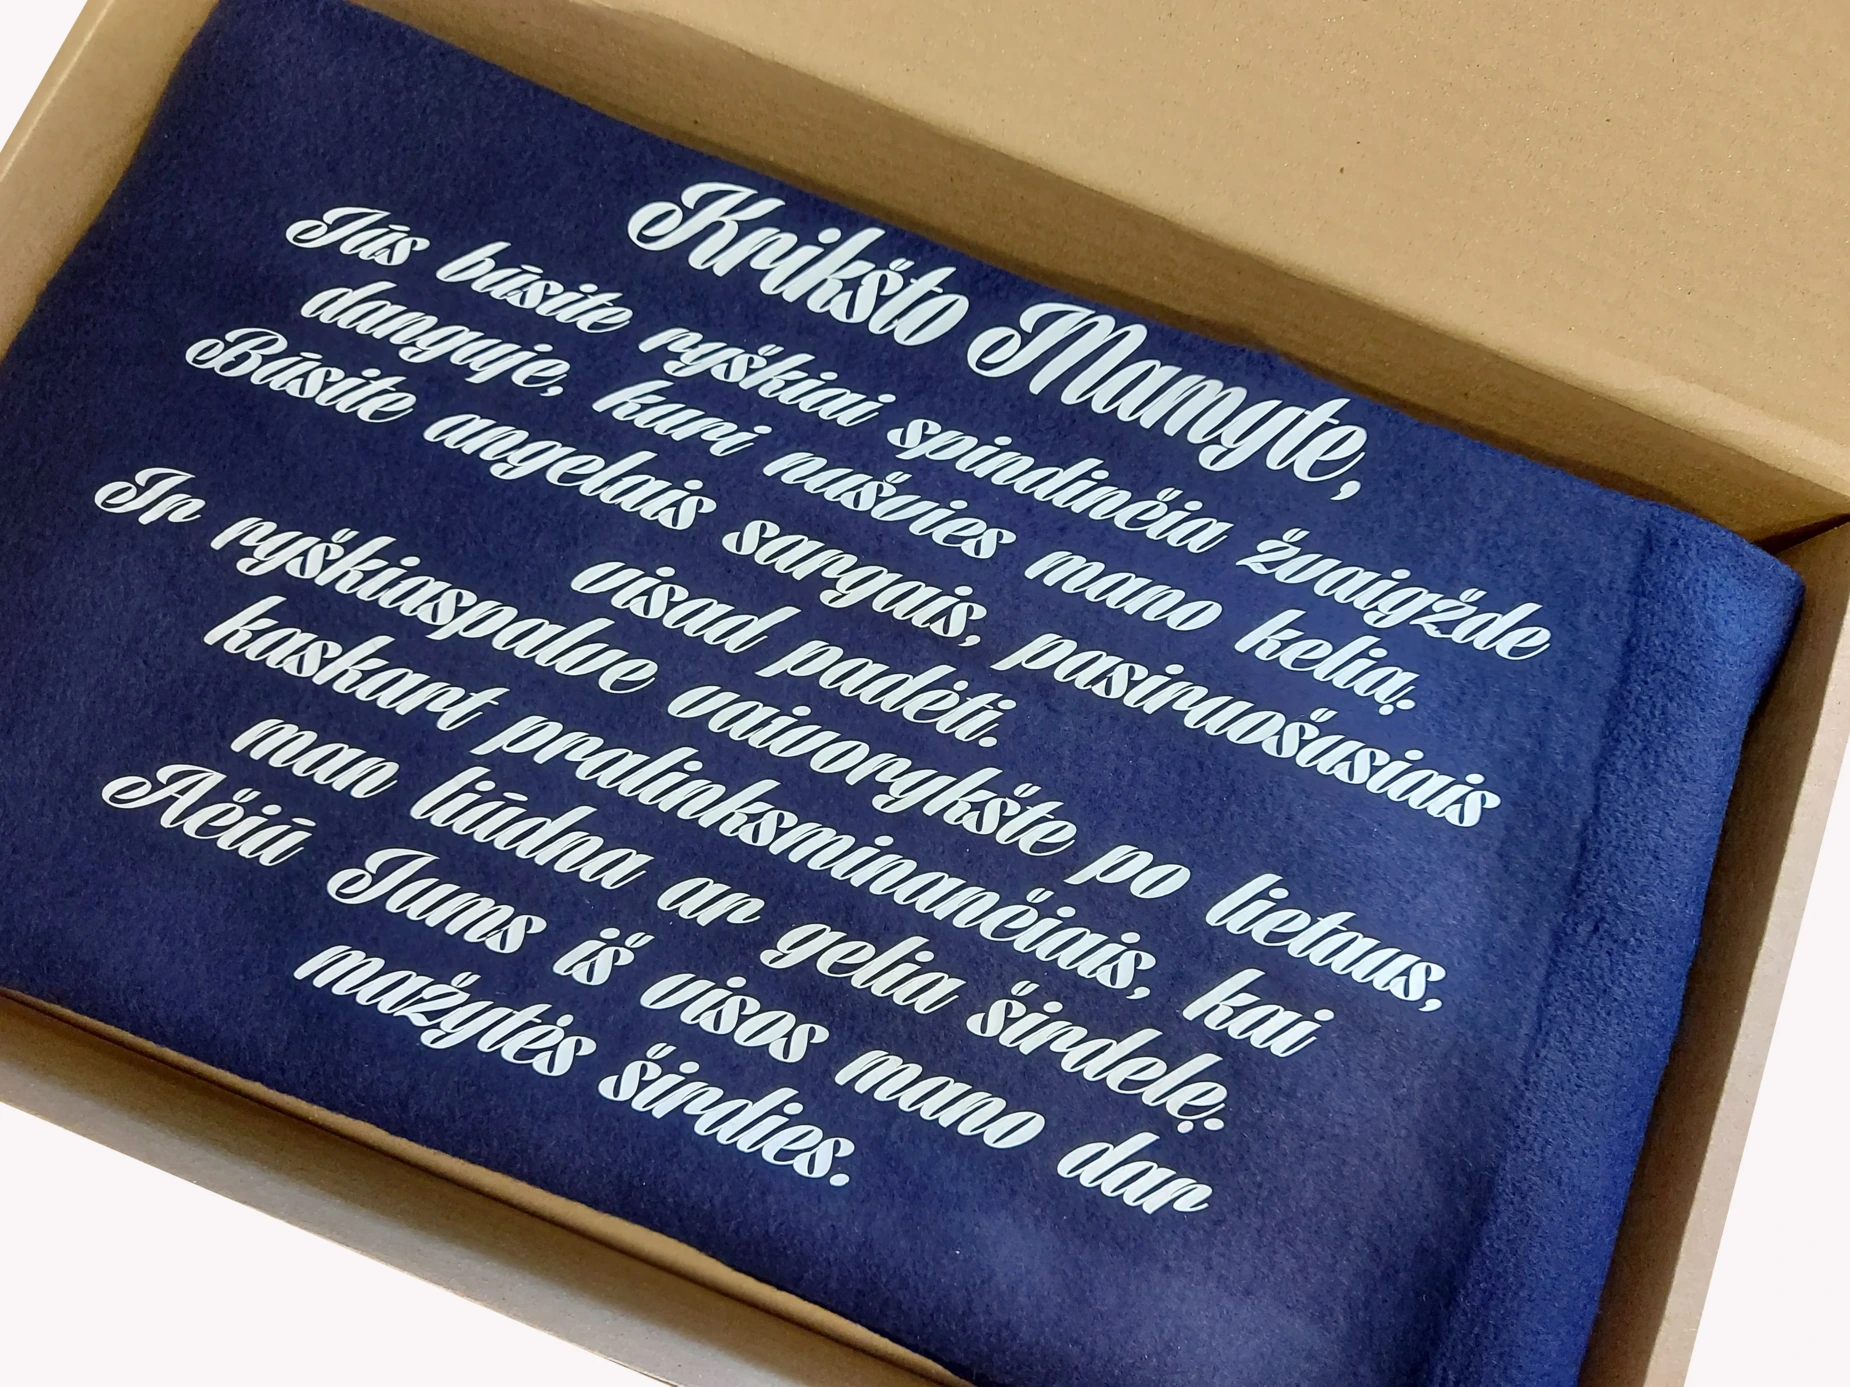 Krikšto Mamyte,
Jūs būsite ryškiai spindinčia žvaigžde
danguje, kuri nušvies mano kelią.
Būsite angelais sargais, pasiruošusiais
visad padėti.
Ir ryškiaspalve vaivorykšte po lietaus,
kaskart pralinksminančiais, kai
man liūdna ar gelia širdelę.
Ačiū Jums iš visos mano dar
mažytės širdies.